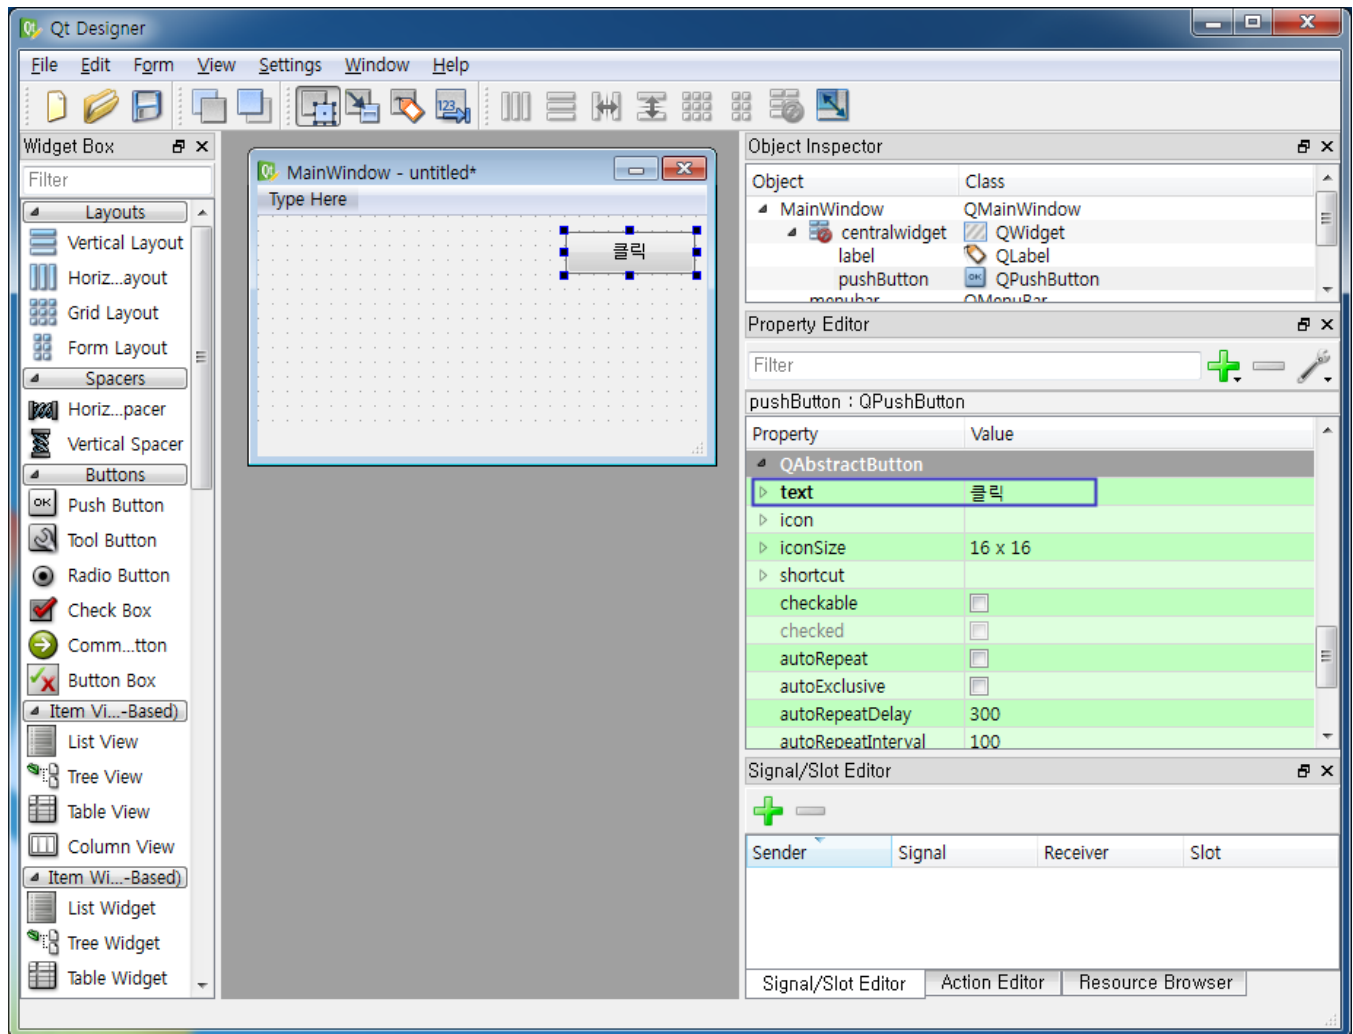 Qt Designer
File Edit Form View Settings Window Help
Widget Box
Filter
Layouts
Vertical Layout
Horiz...ayout
Grid Layout
Form Layout
Spacers
Horiz...pacer
Vertical Spacer
Buttons
OK Push Button
Tool Button
Radio Button
Check Box
Comm...tton
Button Box
Item Vi...-Based)
List View
Tree View
Table View
Column View
Item Wi...-Based)
List Widget
Tree Widget
Table Widget
MainWindow - untitled*
Type Here
클릭
Object Inspector
Object Class
MainWindow QMainWindow
centralwidget QWidget
label QLabel
pushButton OK QPushButton
menubar QMenuBar
Property Editor
Filter
pushButton : QPushButton
Property Value
QAbstractButton
text 클릭
icon
iconSize 16 x 16
shortcut
checkable
checked
autoRepeat
autoExclusive
autoRepeatDelay 300
autoRepeatInterval 100
Signal/Slot Editor
Sender Signal Receiver Slot
Signal/Slot Editor Action Editor Resource Browser